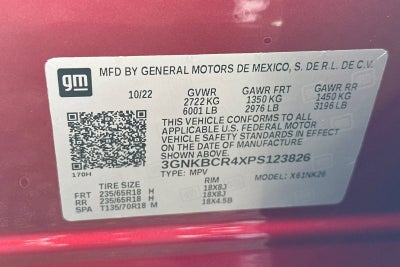 gm
MFD BY GENERAL MOTORS DE MEXICO, S. DE R.L. DE C.V.
10/22 GVWR GAWR FRT GAWR RR
2722 KG 1350 KG 1450 KG
6001 LB 2976 LB 3196 LB
THIS VEHICLE CONFORMS TO ALL
APPLICABLE U.S. FEDERAL MOTOR
VEHICLE SAFETY STANDARDS IN EFFECT ON
THE DATE OF MANUFACTURE SHOWN ABOVE.
3GNKBCR4XPS123826
170H TYPE: MPV MODEL: X61NK26
TIRE SIZE RIM
FRT 235/65R18 H 18X8J
RR 235/65R18 H 18X8J
SPA T135/70R18 M 18X4.5B